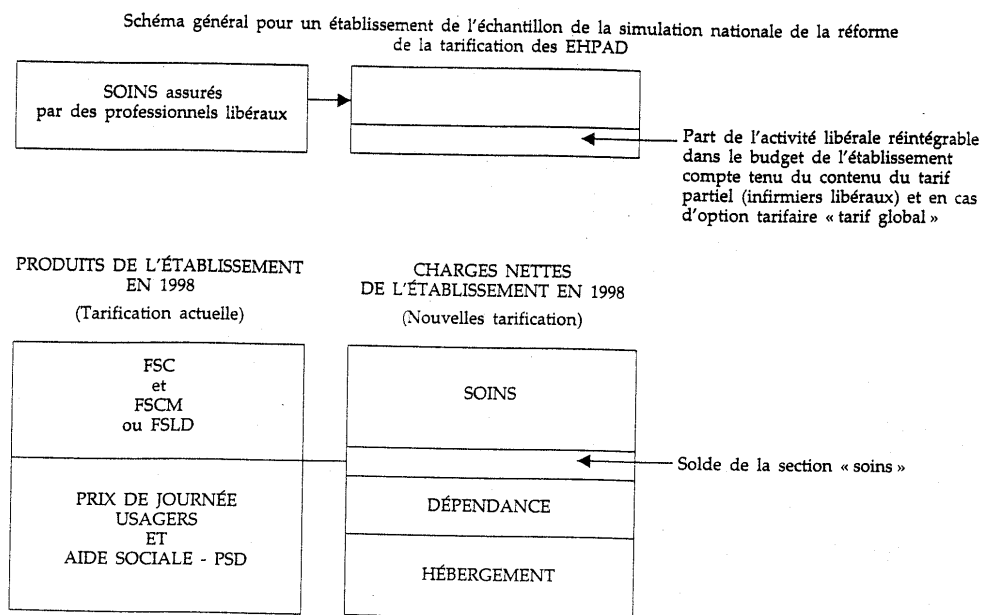 Schéma général pour un établissement de l'échantillon de la simulation nationale de la réforme
de la tarification des EHPAD
SOINS assurés
par des professionnels libéraux
Part de l'activité libérale réintégrable
dans le budget de l'établissement
compte tenu du contenu du tarif
partiel (infirmiers libéraux) et en cas
d'option tarifaire « tarif global »
PRODUITS DE L'ÉTABLISSEMENT
EN 1998
(Tarification actuelle)
CHARGES NETTES
DE L'ÉTABLISSEMENT EN 1998
(Nouvelles tarification)
FSC
et
FSCM
ou FSLD
SOINS
Solde de la section « soins »
PRIX DE JOURNÉE
USAGERS
ET
AIDE SOCIALE - PSD
DÉPENDANCE
HÉBERGEMENT